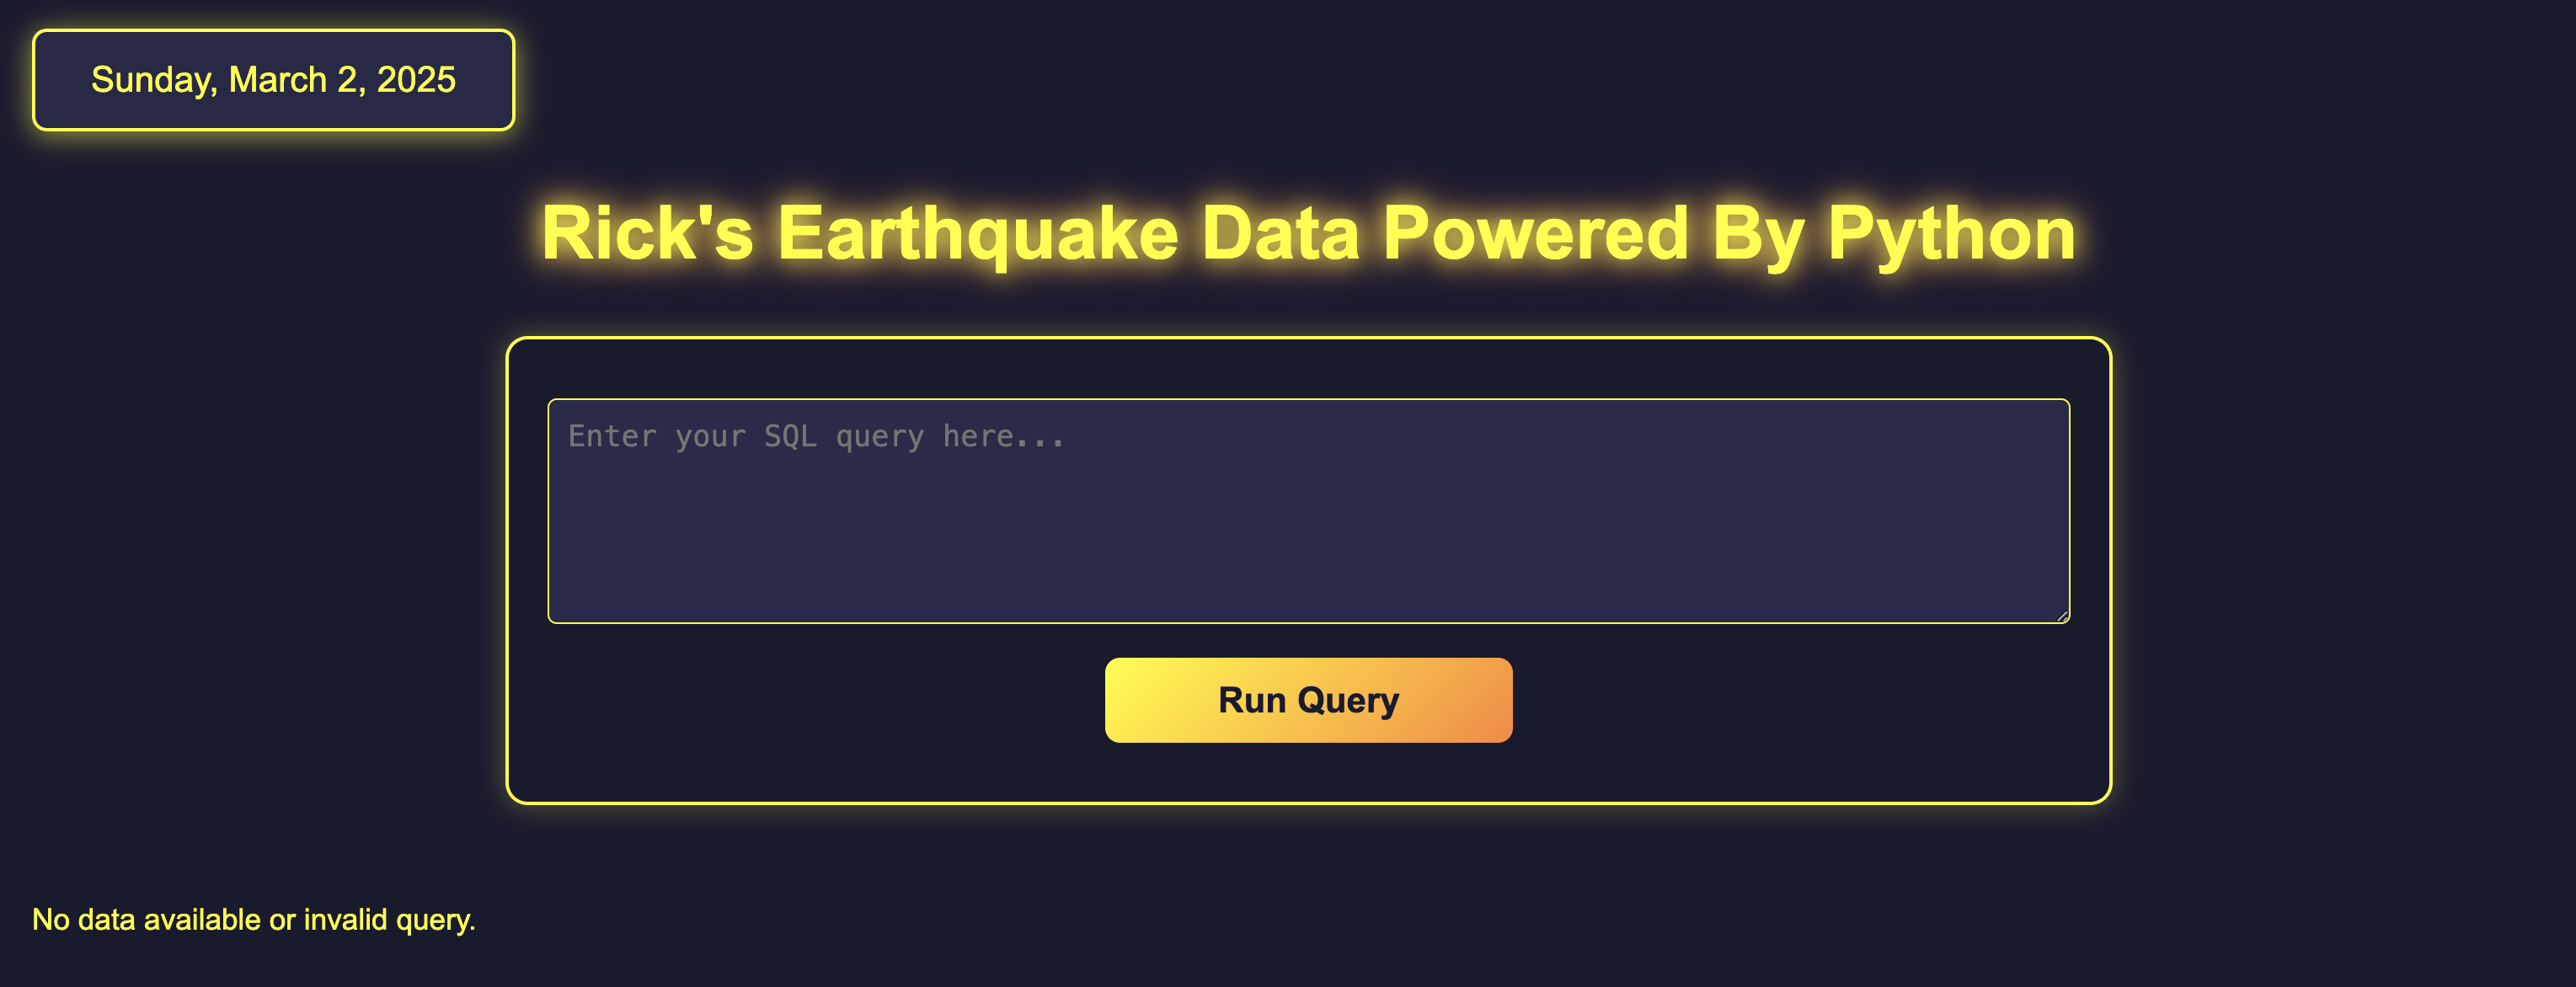 Sunday, March 2, 2025
Rick's Earthquake Data Powered By Python
Enter your SQL query here...
Run Query
No data available or invalid query.